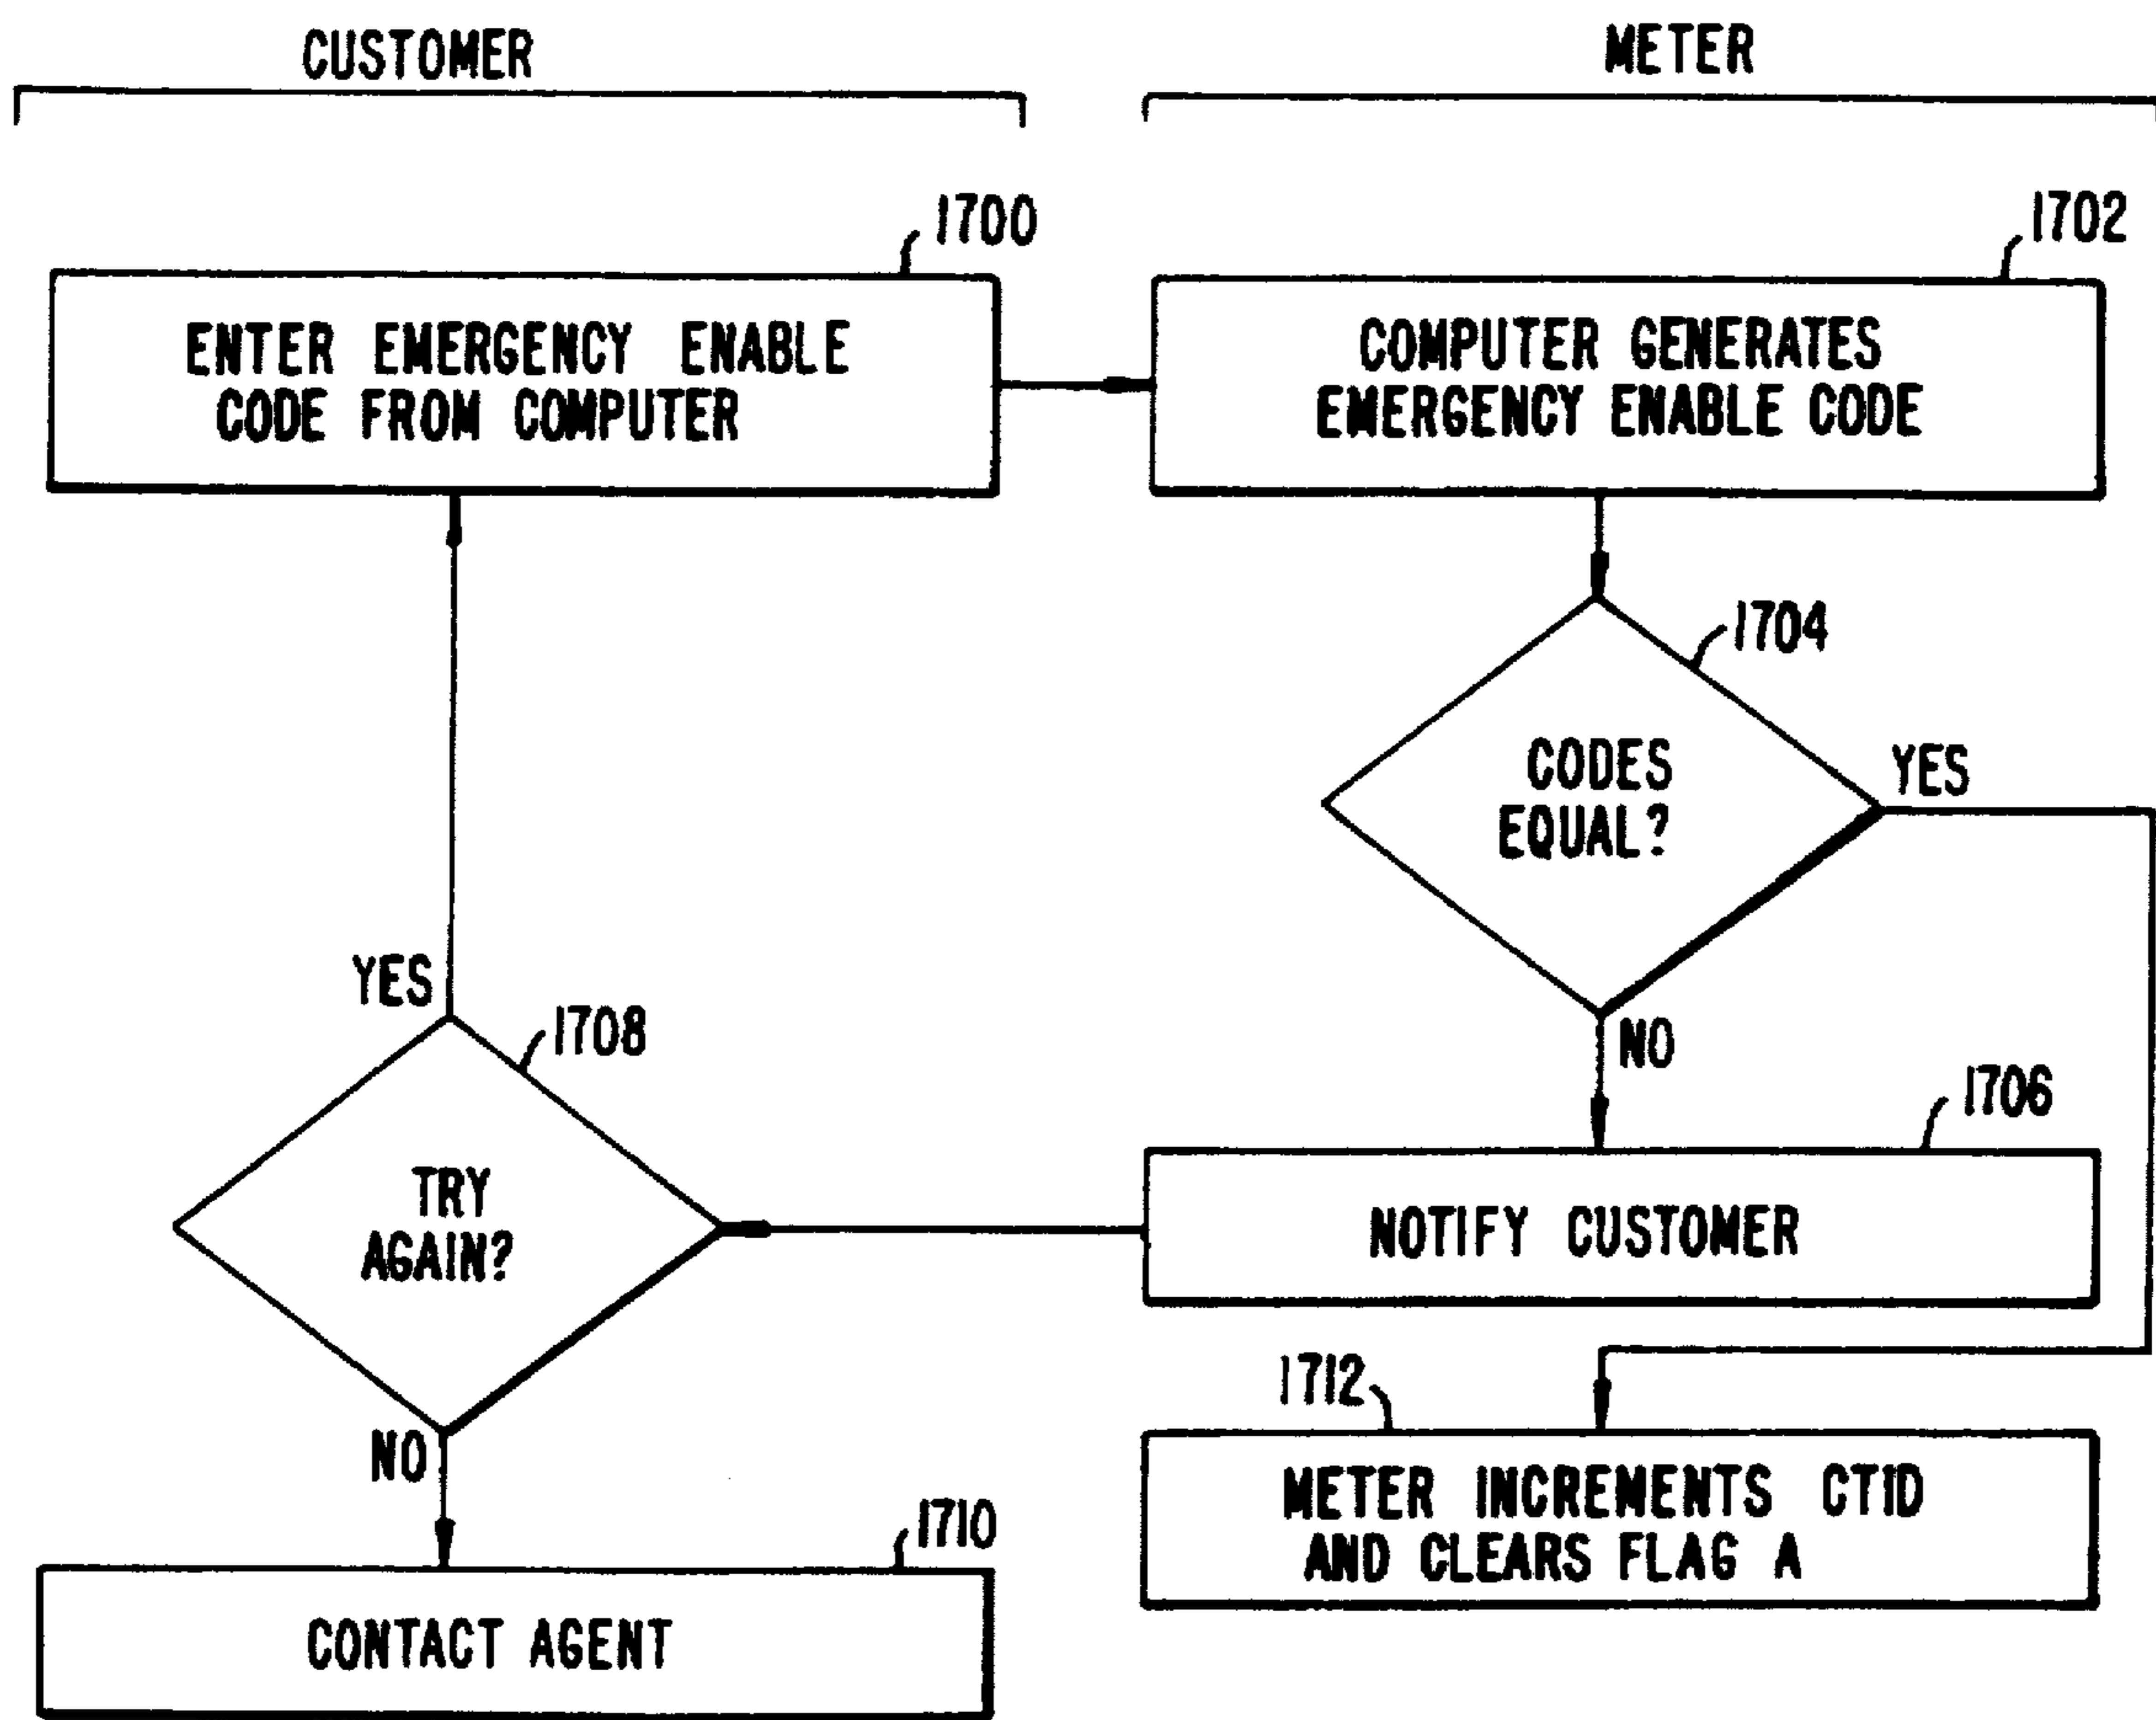 CUSTOMER
METER
1700
ENTER EMERGENCY ENABLE
CODE FROM COMPUTER
1702
COMPUTER GENERATES
EMERGENCY ENABLE CODE
1704
CODES
EQUAL?
YES
NO
1706
NOTIFY CUSTOMER
YES
1708
TRY
AGAIN?
NO
1710
CONTACT AGENT
1712
METER INCREMENTS CTID
AND CLEARS FLAG A